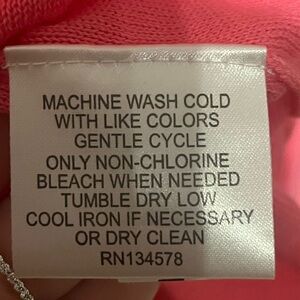 MACHINE WASH COLD
WITH LIKE COLORS
GENTLE CYCLE
ONLY NON-CHLORINE
BLEACH WHEN NEEDED
TUMBLE DRY LOW
COOL IRON IF NECESSARY
OR DRY CLEAN
RN134578